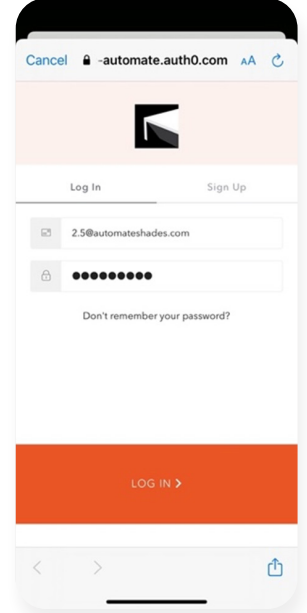 Cancel -automate.auth0.com AA
Log In Sign Up
2.5@automateshades.com
●●●●●●●●●
Don't remember your password?
LOG IN >